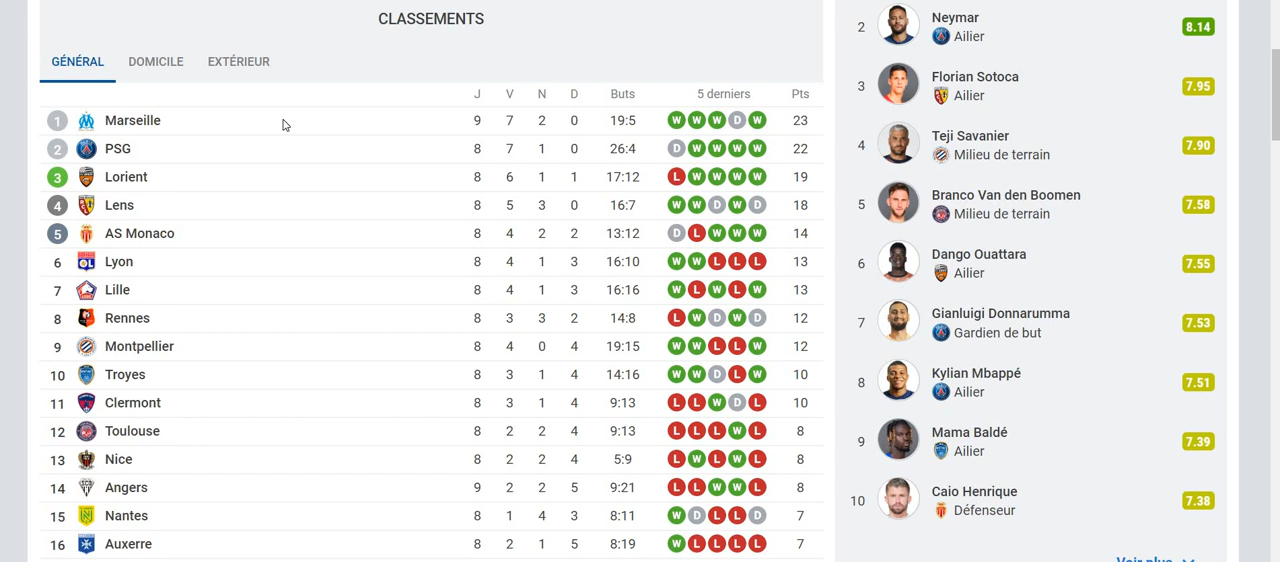 CLASSEMENTS
GÉNÉRAL DOMICILE EXTÉRIEUR
J V N D Buts 5 derniers Pts
1 Marseille 9 7 2 0 19:5 W W W D W 23
2 PSG 8 7 1 0 26:4 D W W W W 22
3 Lorient 8 6 1 1 17:12 L W W W W 19
4 Lens 8 5 3 0 16:7 W W D W D 18
5 AS Monaco 8 4 2 2 13:12 D L W W W 14
6 Lyon 8 4 1 3 16:10 W W L L L 13
7 Lille 8 4 1 3 16:16 W L W L W 13
8 Rennes 8 3 3 2 14:8 L W D W D 12
9 Montpellier 8 4 0 4 19:15 W W L L W 12
10 Troyes 8 3 1 4 14:16 W W D L W 10
11 Clermont 8 3 1 4 9:13 L L W D L 10
12 Toulouse 8 2 2 4 9:13 L L L W L 8
13 Nice 8 2 2 4 5:9 L W L W L 8
14 Angers 9 2 2 5 9:21 L L W W L 8
15 Nantes 8 1 4 3 8:11 W D L L D 7
16 Auxerre 8 2 1 5 8:19 W L L L L 7
2 Neymar 8.14
Ailier
3 Florian Sotoca 7.95
Ailier
4 Teji Savanier 7.90
Milieu de terrain
5 Branco Van den Boomen 7.58
Milieu de terrain
6 Dango Ouattara 7.55
Ailier
7 Gianluigi Donnarumma 7.53
Gardien de but
8 Kylian Mbappé 7.51
Ailier
9 Mama Baldé 7.39
Ailier
10 Caio Henrique 7.38
Défenseur
Voir plus